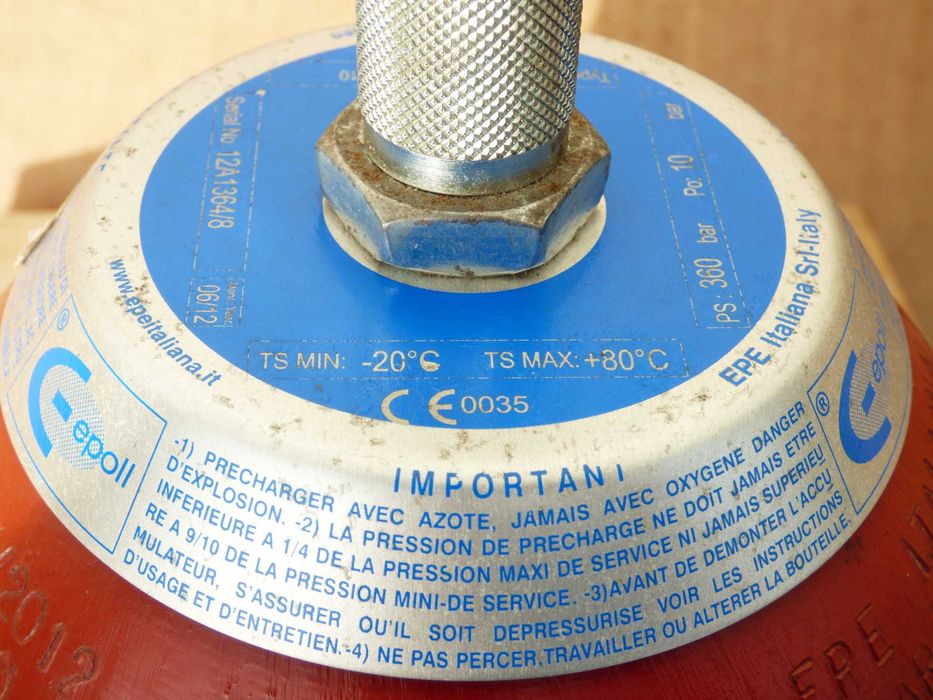 Serial No 12A1364/8
06/12
PS : 360 bar Po: 10 bar
TS MIN: -20°C TS MAX: +80°C
CE 0035
www.epeitaliana.it
EPE Italiana Srl-Italy
epoll
®
epoll
®
IMPORTANT
-1) PRECHARGER AVEC AZOTE, JAMAIS AVEC OXYGENE DANGER
D'EXPLOSION. -2) LA PRESSION DE PRECHARGE NE DOIT JAMAIS ETRE
INFERIEURE A 1/4 DE LA PRESSION MAXI DE SERVICE NI JAMAIS SUPERIEU
RE A 9/10 DE LA PRESSION MINI-DE SERVICE. -3)AVANT DE DEMONTER L'ACCU
MULATEUR, S'ASSURER QU'IL SOIT DEPRESSURISE VOIR LES INSTRUCTIONS
D'USAGE ET D'ENTRETIEN.-4) NE PAS PERCER,TRAVAILLER OU ALTERER LA BOUTEILLE.
2012
EPE